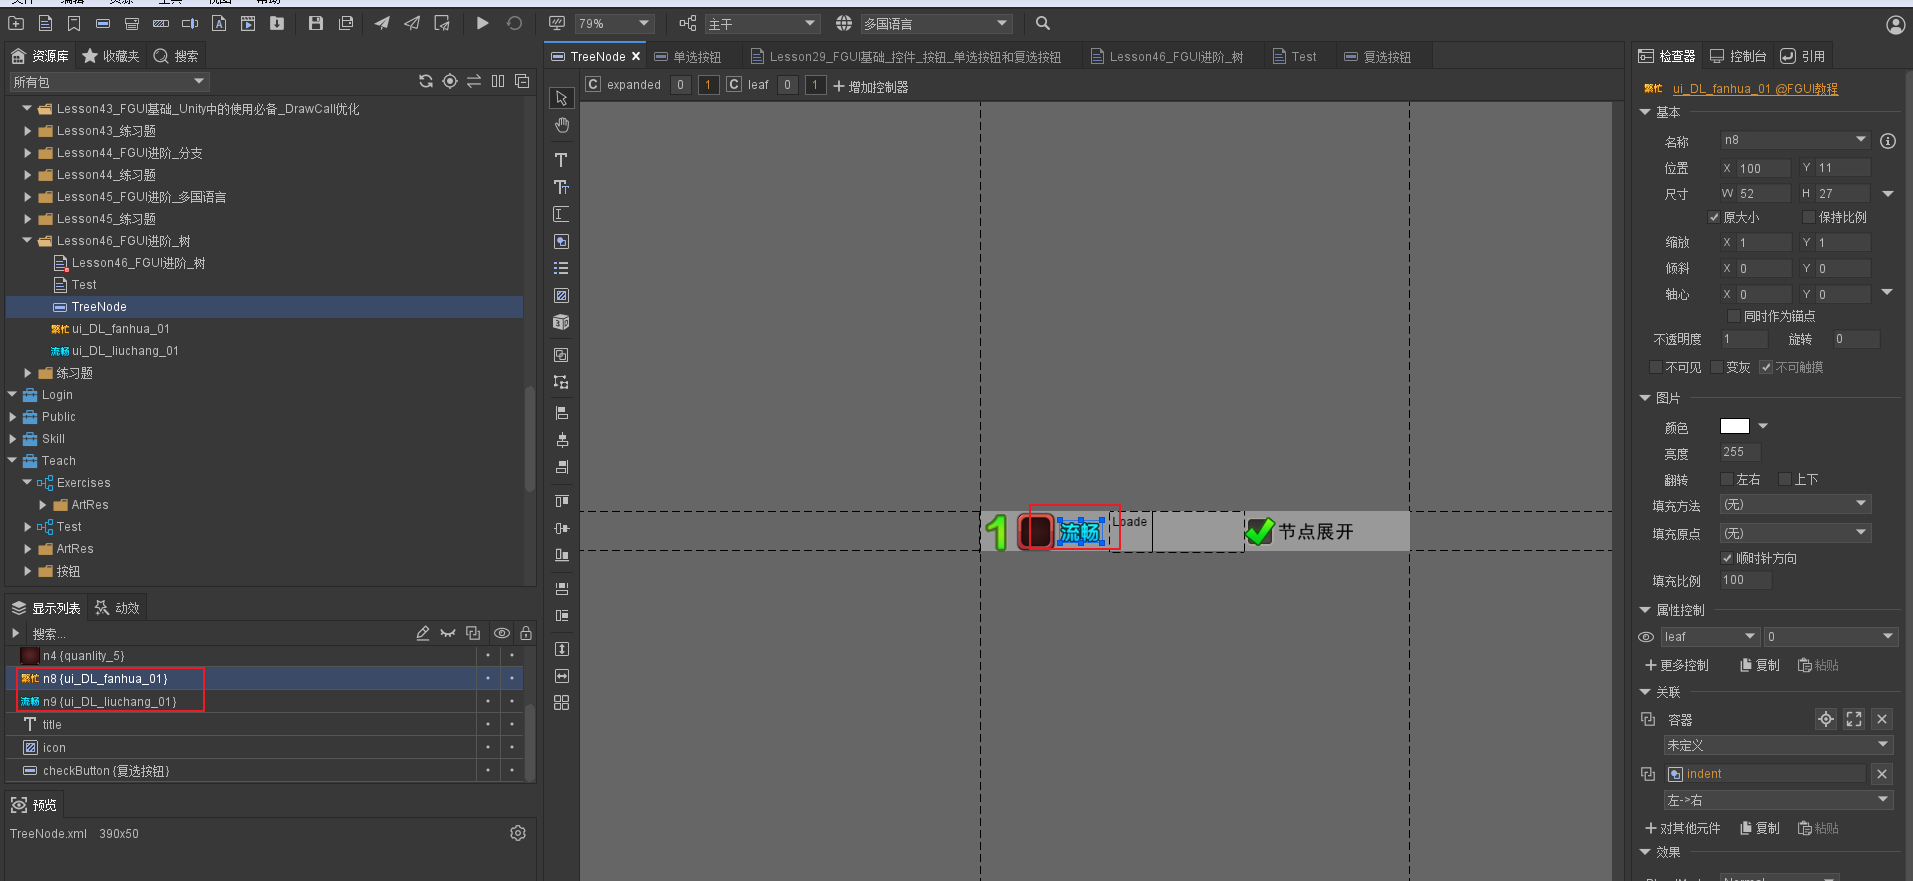 79%
主干
多国语言
资源库
收藏夹
搜索
所有包
Lesson43_FGUI基础_Unity中的使用必备_DrawCall优化
Lesson43_练习题
Lesson44_FGUI进阶_分支
Lesson44_练习题
Lesson45_FGUI进阶_多国语言
Lesson45_练习题
Lesson46_FGUI进阶_树
Lesson46_FGUI进阶_树
Test
TreeNode
繁忙 ui_DL_fanhua_01
流畅 ui_DL_liuchang_01
练习题
Login
Public
Skill
Teach
Exercises
ArtRes
Test
ArtRes
按钮
显示列表
动效
搜索...
n4 {quanlity_5}
繁忙 n8 {ui_DL_fanhua_01}
流畅 n9 {ui_DL_liuchang_01}
title
icon
checkButton {复选按钮}
预览
TreeNode.xml 390x50
TreeNode
单选按钮
Lesson29_FGUI基础_控件_按钮_单选按钮和复选按钮
Lesson46_FGUI进阶_树
Test
复选按钮
C expanded 0 1 C leaf 0 1 增加控制器
1 流畅 Loade 节点展开
检查器
控制台
引用
繁忙 ui_DL_fanhua_01 @FGUI教程
基本
名称 n8
位置 X 100 Y 11
尺寸 W 52 H 27
原大小 保持比例
缩放 X 1 Y 1
倾斜 X 0 Y 0
轴心 X 0 Y 0
同时作为锚点
不透明度 1 旋转 0
不可见 变灰 不可触摸
图片
颜色
亮度 255
翻转 左右 上下
填充方法 (无)
填充原点 (无)
顺时针方向
填充比例 100
属性控制
leaf 0
更多控制 复制 粘贴
关联
容器
未定义
indent
左->右
对其他元件 复制 粘贴
效果